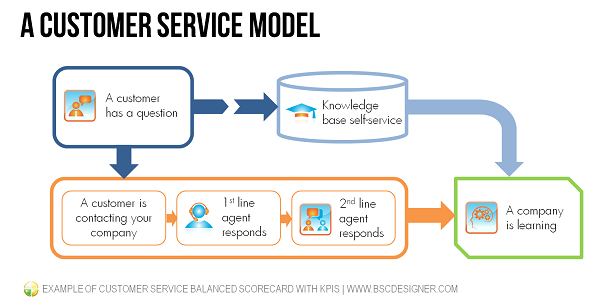 A CUSTOMER SERVICE MODEL
A customer
has a question
Knowledge
base self-service
A customer is
contacting your
company
1st line
agent
responds
2nd line
agent
responds
A company
is learning
EXAMPLE OF CUSTOMER SERVICE BALANCED SCORECARD WITH KPIS | WWW.BSCDESIGNER.COM